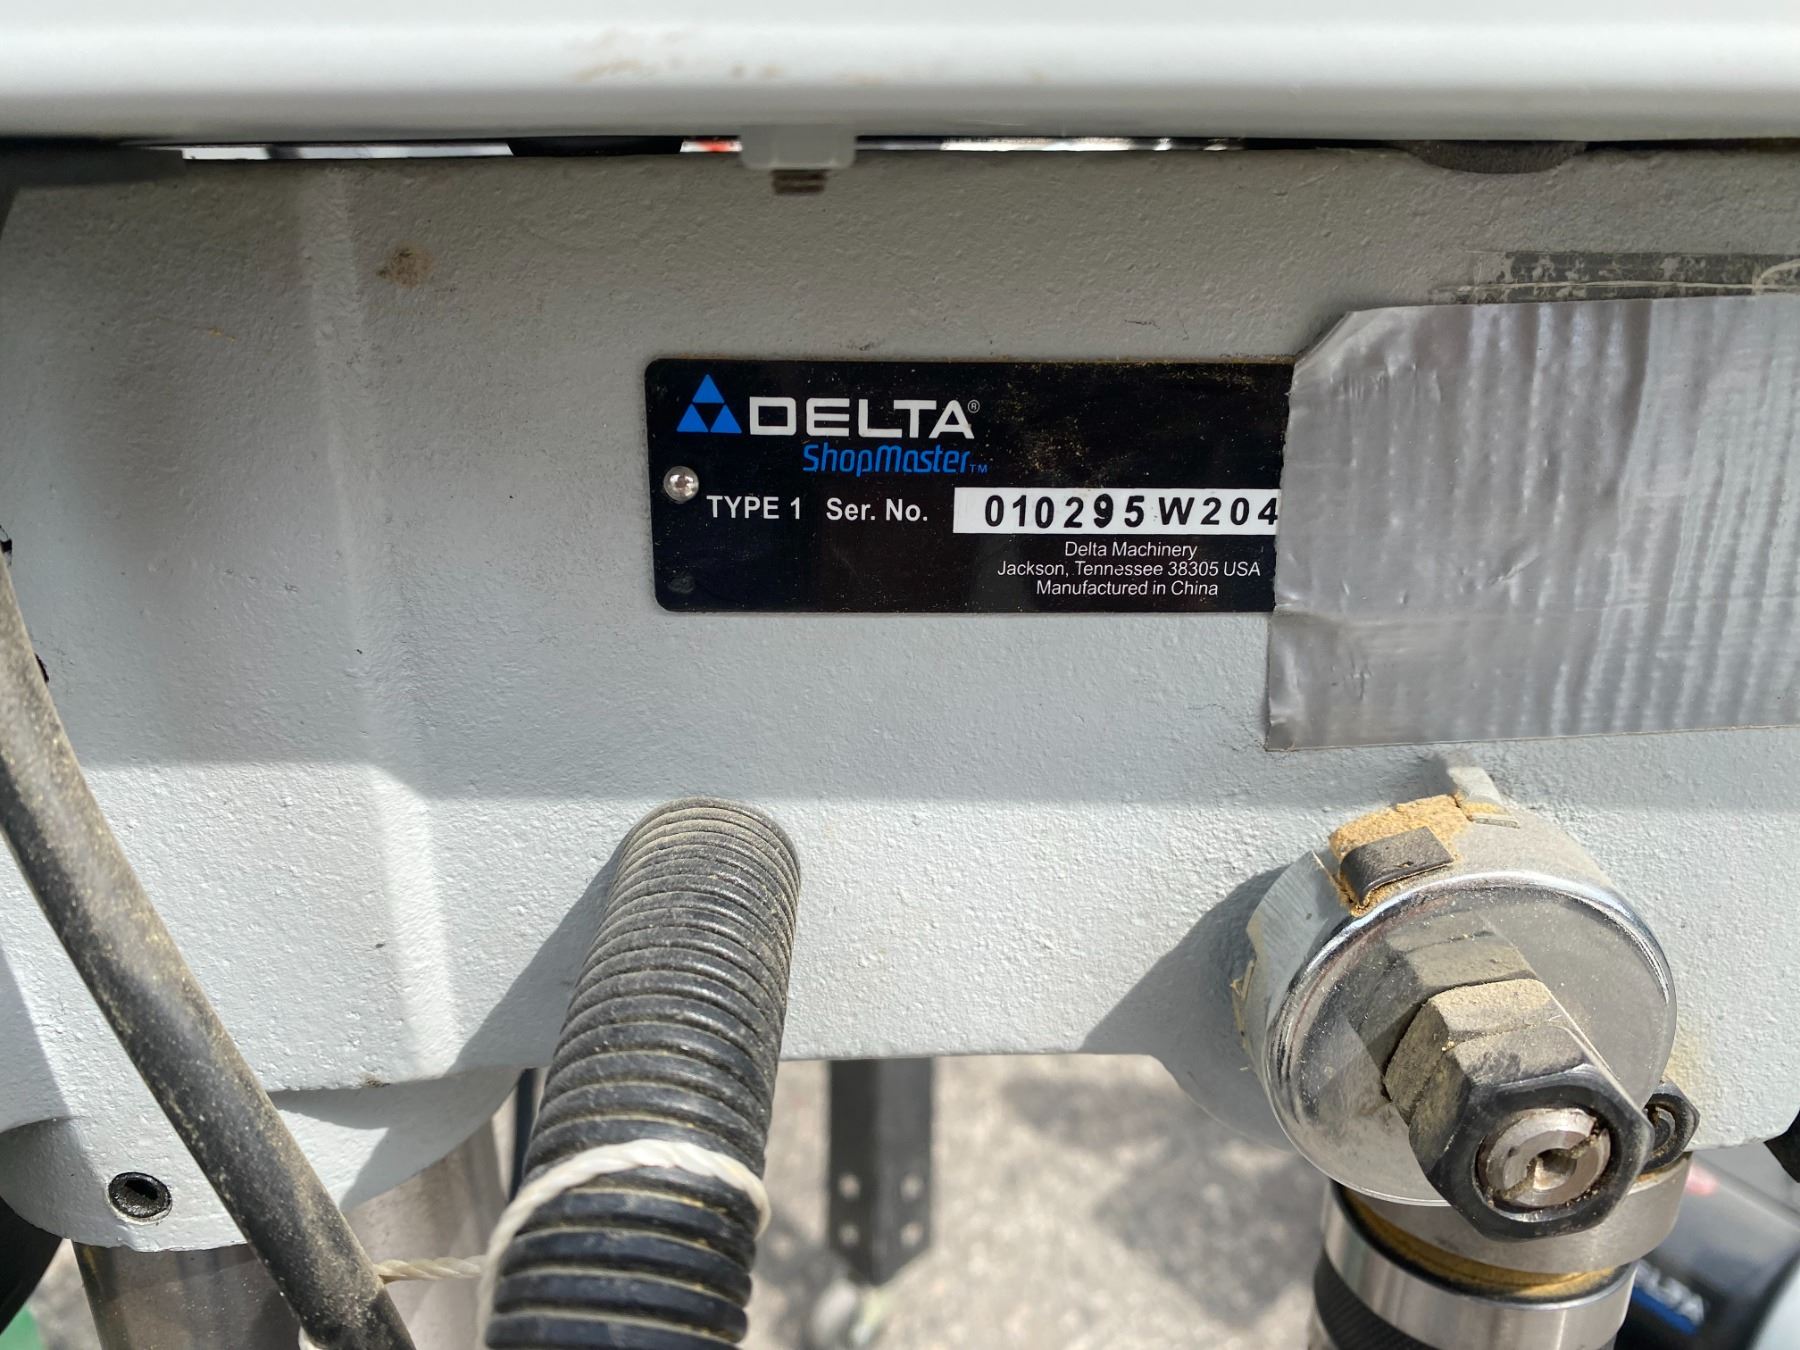 DELTA®
ShopMaster™
TYPE 1 Ser. No. 010295W204
Delta Machinery
Jackson, Tennessee 38305 USA
Manufactured in China